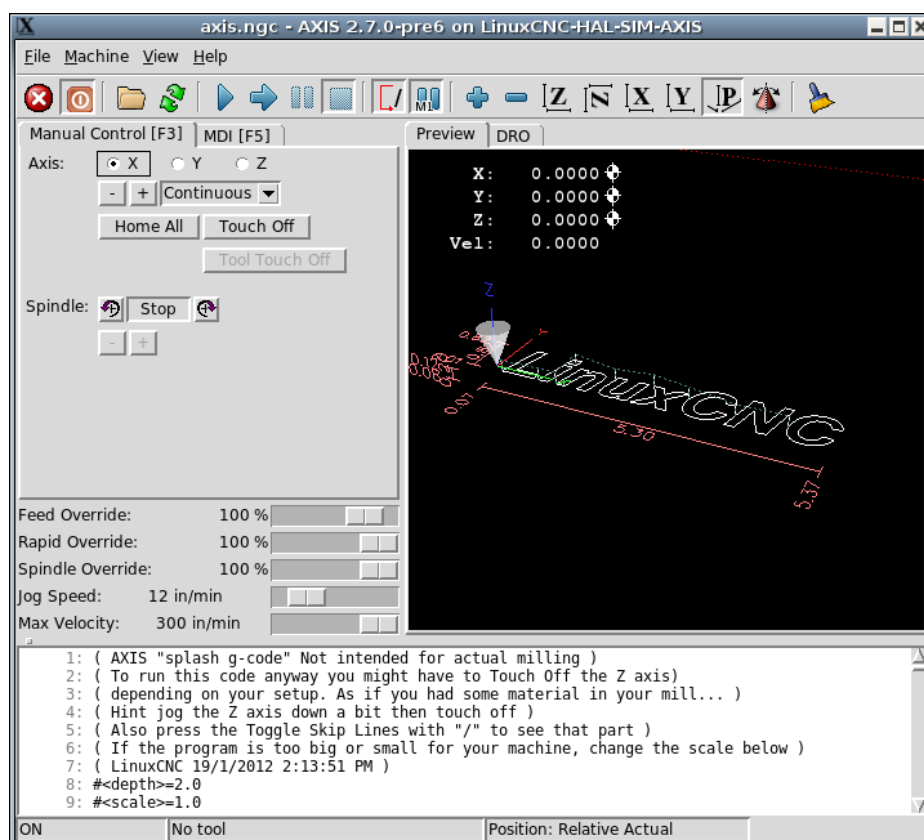 axis.ngc - AXIS 2.7.0-pre6 on LinuxCNC-HAL-SIM-AXIS
File Machine View Help
M1 Z N X Y P
Manual Control [F3] MDI [F5]
Preview DRO
Axis: X Y Z
- + Continuous
Home All Touch Off
Tool Touch Off
Spindle: Stop
- +
X: 0.0000
Y: 0.0000
Z: 0.0000
Vel: 0.0000
Z
Y
LinuxCNC
0.07
5.30
5.37
Feed Override: 100 %
Rapid Override: 100 %
Spindle Override: 100 %
Jog Speed: 12 in/min
Max Velocity: 300 in/min
1: ( AXIS "splash g-code" Not intended for actual milling )
2: ( To run this code anyway you might have to Touch Off the Z axis)
3: ( depending on your setup. As if you had some material in your mill... )
4: ( Hint jog the Z axis down a bit then touch off )
5: ( Also press the Toggle Skip Lines with "/" to see that part )
6: ( If the program is too big or small for your machine, change the scale below )
7: ( LinuxCNC 19/1/2012 2:13:51 PM )
8: #<depth>=2.0
9: #<scale>=1.0
ON No tool Position: Relative Actual